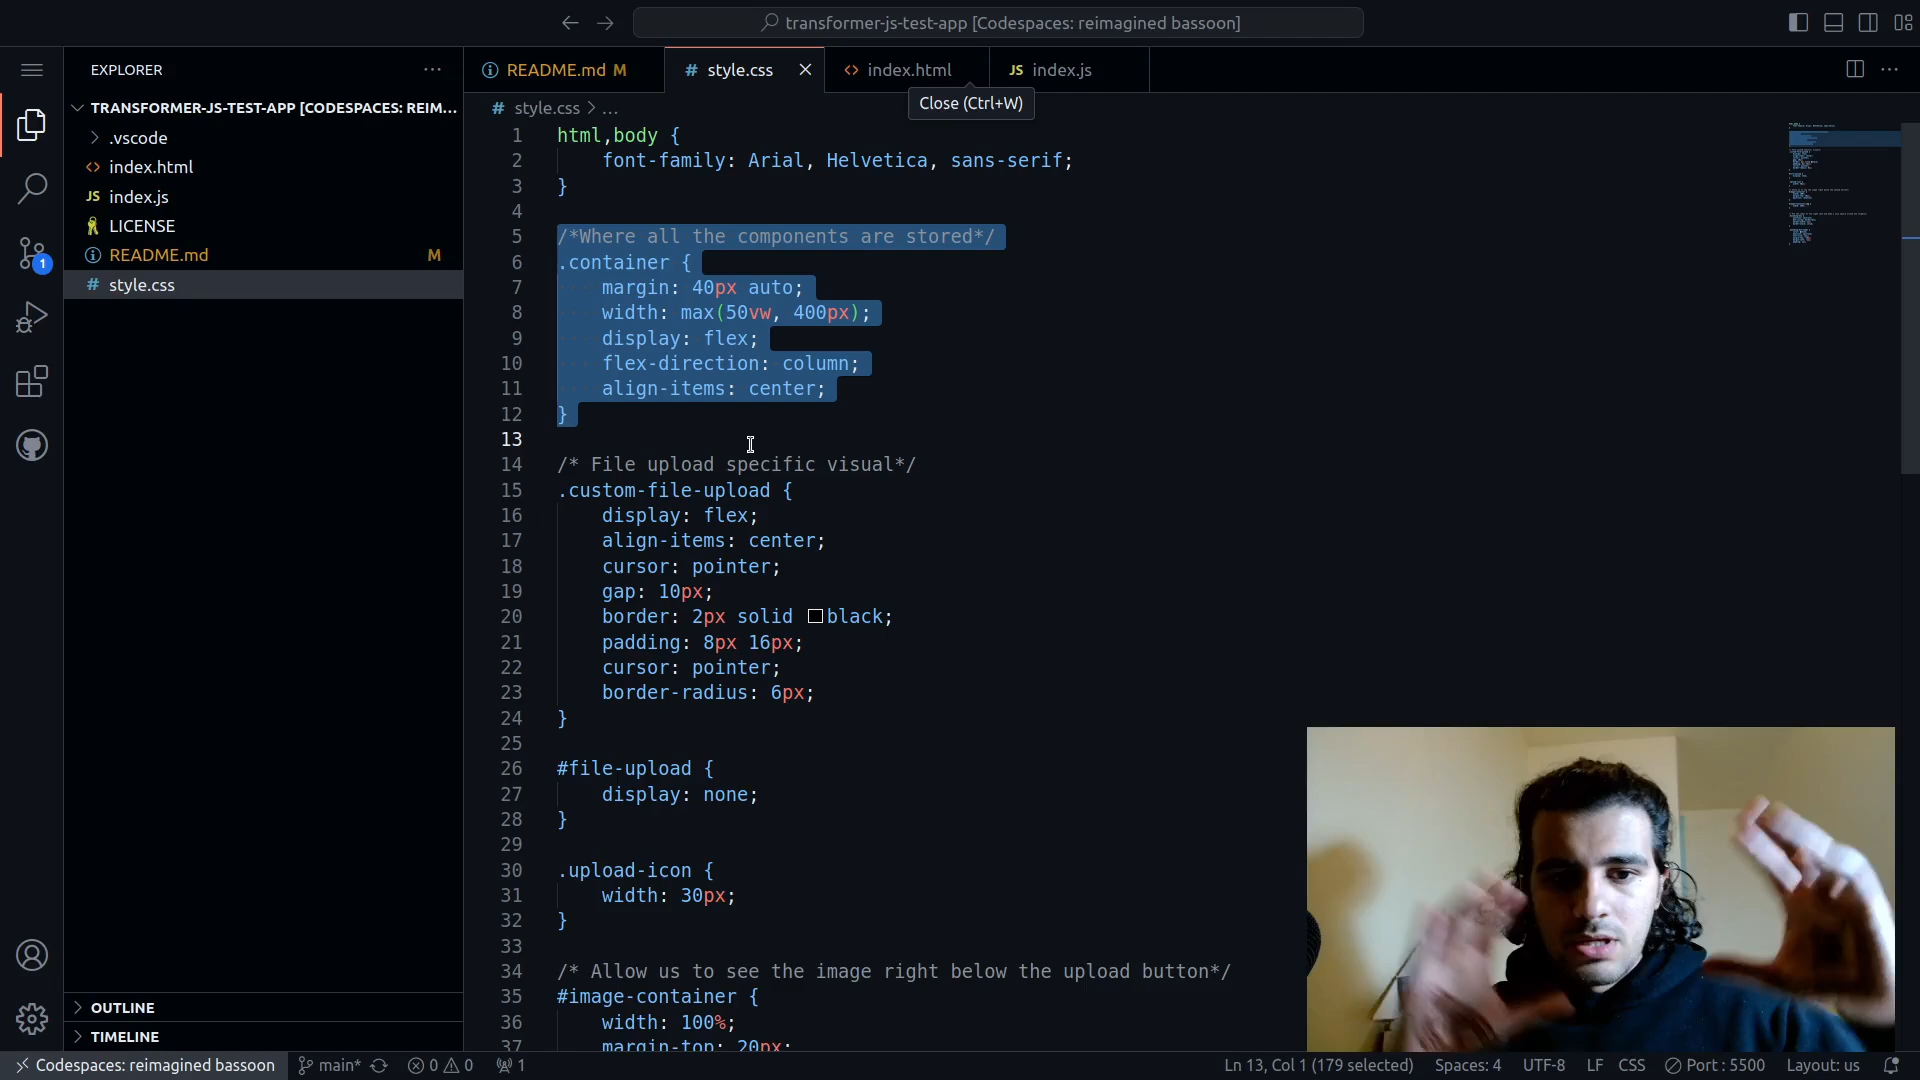 transformer-js-test-app [Codespaces: reimagined bassoon]
EXPLORER
TRANSFORMER-JS-TEST-APP [CODESPACES: REIM...
.vscode
<> index.html
JS index.js
LICENSE
README.md M
# style.css
OUTLINE
TIMELINE
1
README.md M
# style.css
<> index.html
JS index.js
Close (Ctrl+W)
# style.css > ...
1 html,body {
2 font-family: Arial, Helvetica, sans-serif;
3 }
4
5 /*Where all the components are stored*/
6 .container {
7 margin: 40px auto;
8 width: max(50vw, 400px);
9 display: flex;
10 flex-direction: column;
11 align-items: center;
12 }
13
14 /* File upload specific visual*/
15 .custom-file-upload {
16 display: flex;
17 align-items: center;
18 cursor: pointer;
19 gap: 10px;
20 border: 2px solid black;
21 padding: 8px 16px;
22 cursor: pointer;
23 border-radius: 6px;
24 }
25
26 #file-upload {
27 display: none;
28 }
29
30 .upload-icon {
31 width: 30px;
32 }
33
34 /* Allow us to see the image right below the upload button*/
35 #image-container {
36 width: 100%;
37 margin-top: 20px;
Codespaces: reimagined bassoon main* 0 0 1 Ln 13, Col 1 (179 selected) Spaces: 4 UTF-8 LF CSS Port : 5500 Layout: us